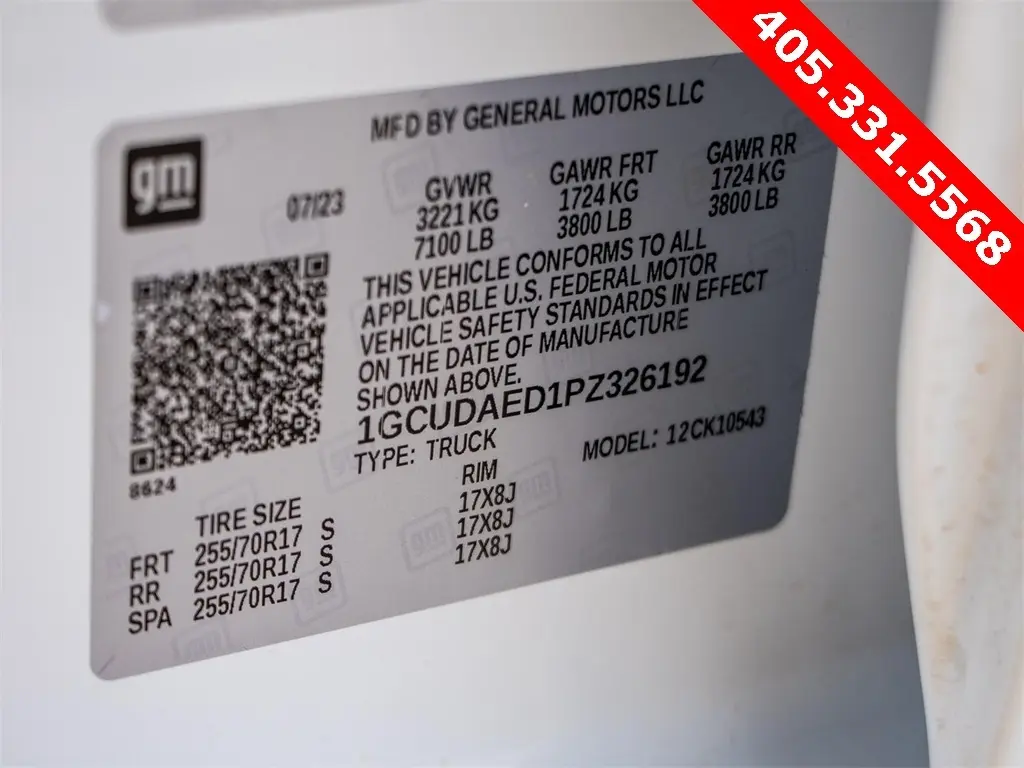 405.331.5568
MFD BY GENERAL MOTORS LLC
gm
07/23
GVWR GAWR FRT GAWR RR
3221 KG 1724 KG 1724 KG
7100 LB 3800 LB 3800 LB
THIS VEHICLE CONFORMS TO ALL
APPLICABLE U.S. FEDERAL MOTOR
VEHICLE SAFETY STANDARDS IN EFFECT
ON THE DATE OF MANUFACTURE
SHOWN ABOVE.
1GCUDAED1PZ326192
TYPE: TRUCK MODEL: 12CK10543
8624
TIRE SIZE RIM
FRT 255/70R17 S 17X8J
RR 255/70R17 S 17X8J
SPA 255/70R17 S 17X8J